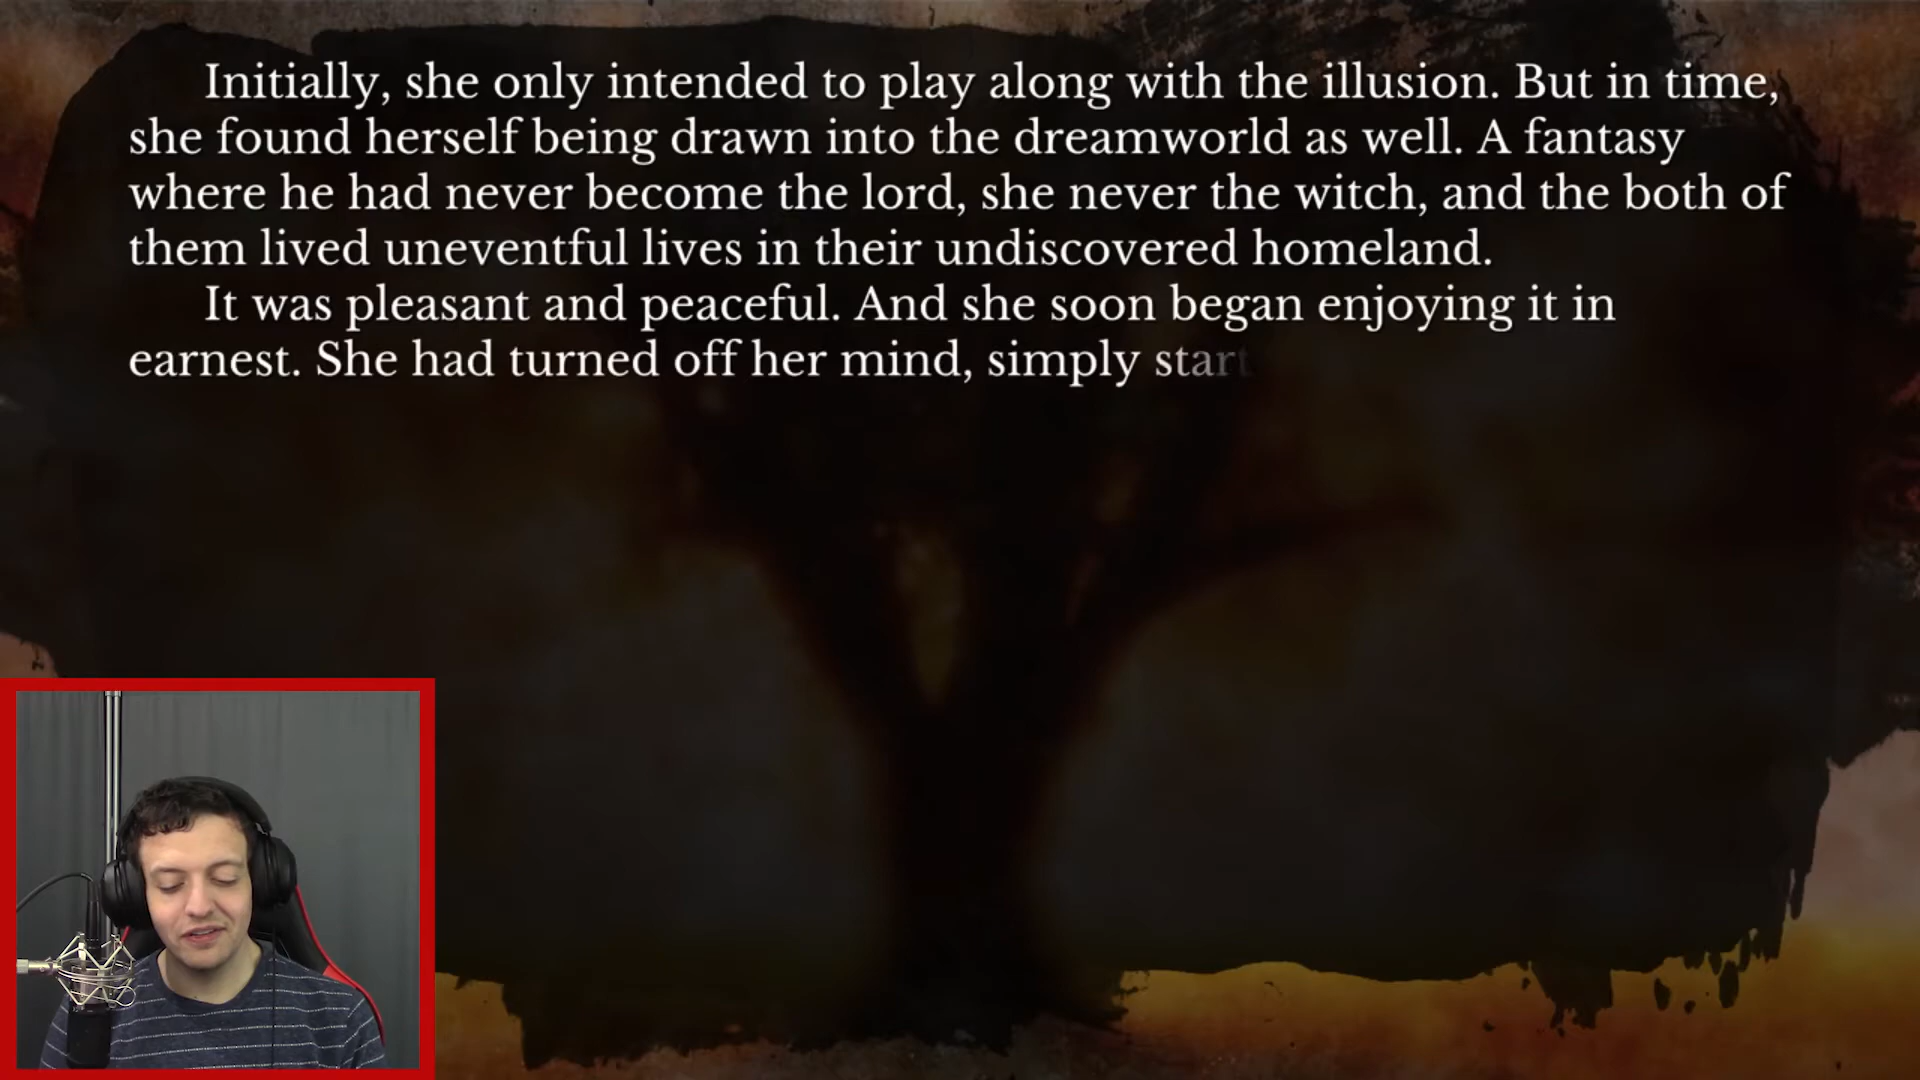 Initially, she only intended to play along with the illusion. But in time,
she found herself being drawn into the dreamworld as well. A fantasy
where he had never become the lord, she never the witch, and the both of
them lived uneventful lives in their undiscovered homeland.
It was pleasant and peaceful. And she soon began enjoying it in
earnest. She had turned off her mind, simply start